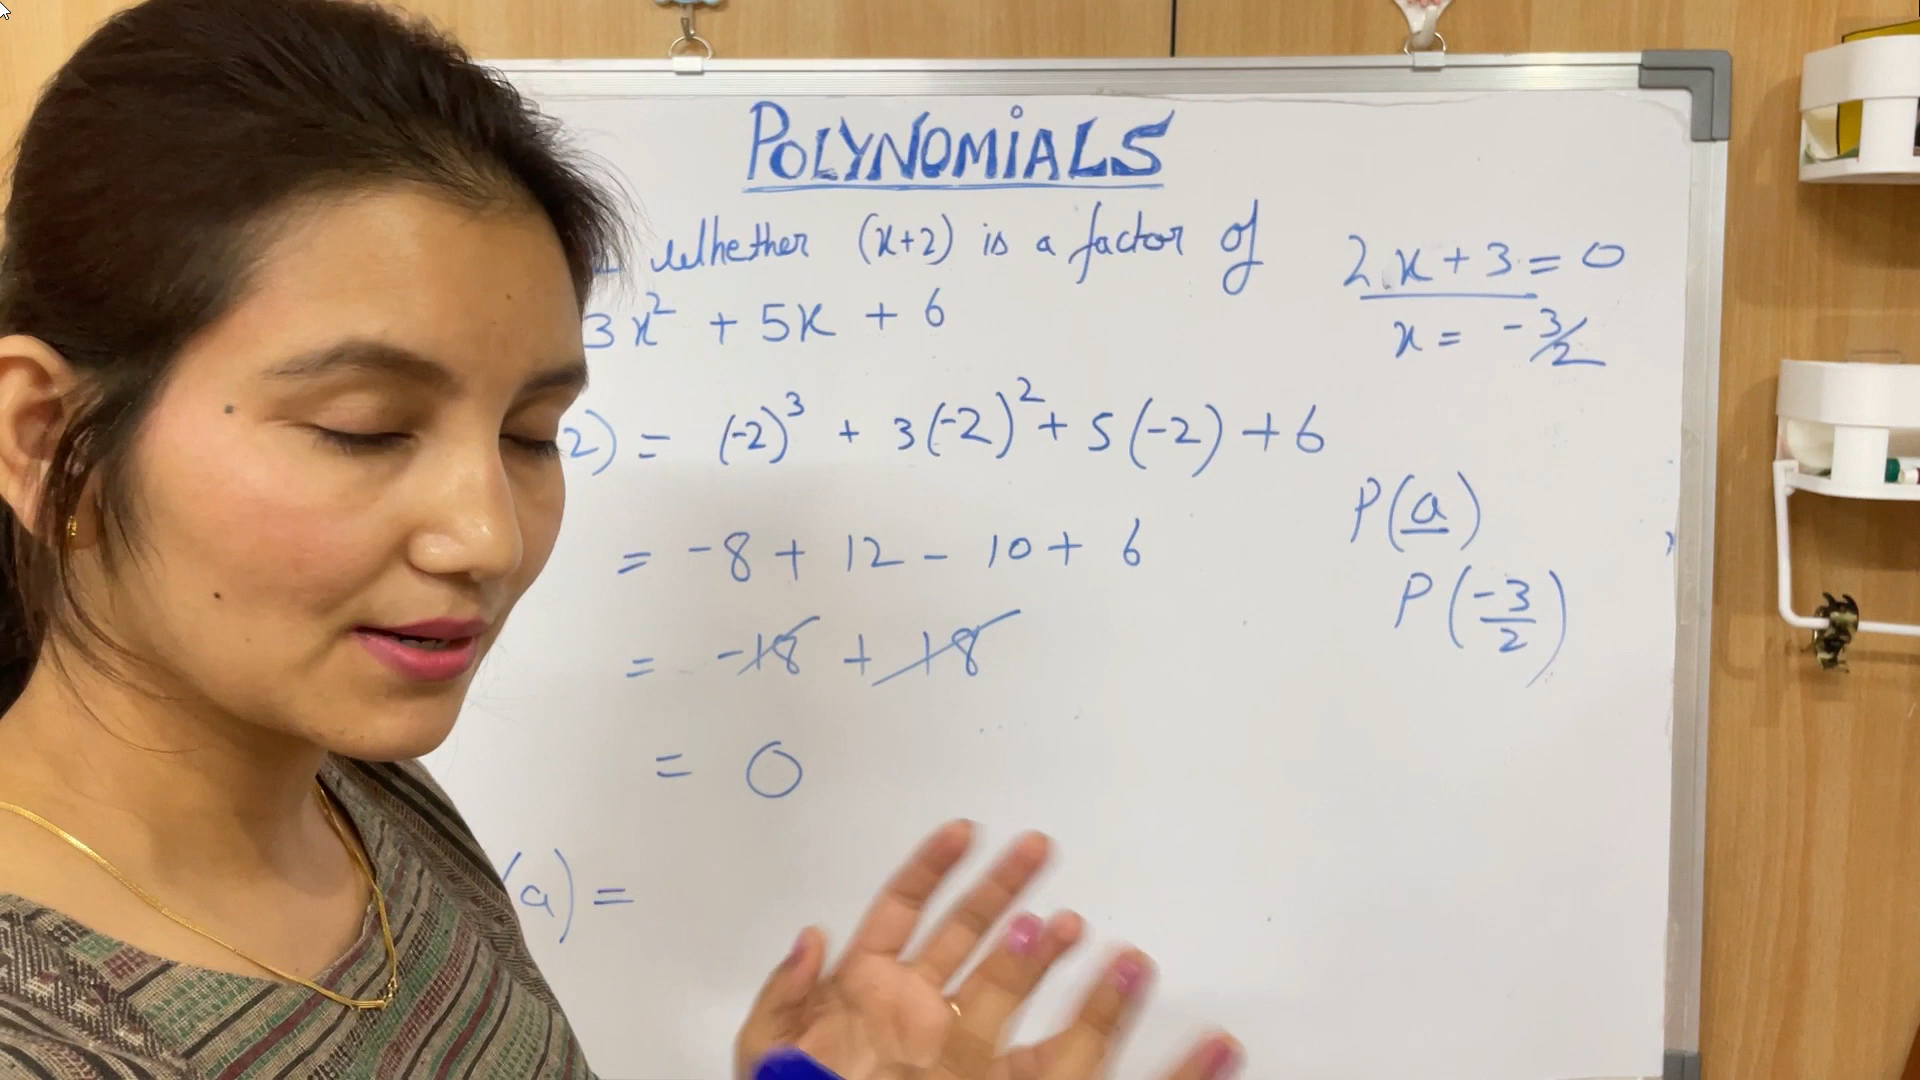 POLYNOMIALS
Whether (x+2) is a factor of
3x² + 5x + 6
2) = (-2)³ + 3(-2)² + 5(-2) + 6
= -8 + 12 - 10 + 6
= -18 + 18
= 0
(a) =
2x + 3 = 0
x = -3/2
P(a)
P(-3/2)